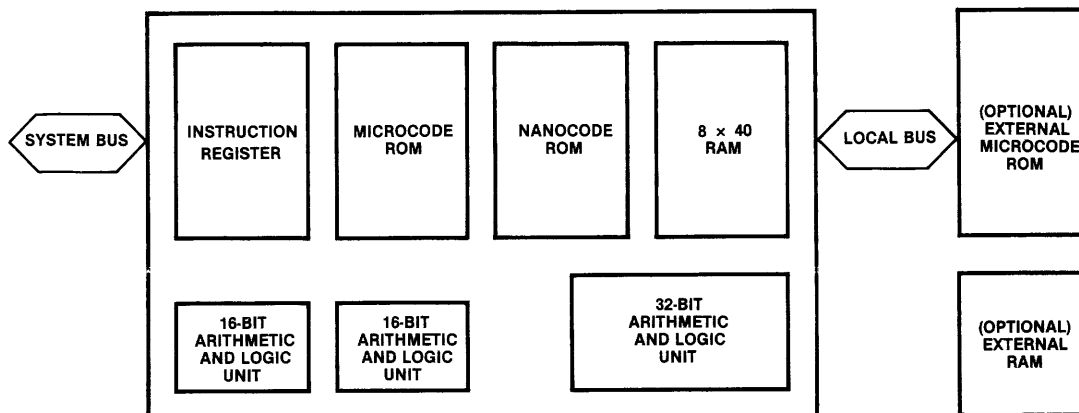 SYSTEM BUS
INSTRUCTION
REGISTER
MICROCODE
ROM
NANOCODE
ROM
8 × 40
RAM
LOCAL BUS
(OPTIONAL)
EXTERNAL
MICROCODE
ROM
16-BIT
ARITHMETIC
AND LOGIC
UNIT
16-BIT
ARITHMETIC
AND LOGIC
UNIT
32-BIT
ARITHMETIC
AND LOGIC
UNIT
(OPTIONAL)
EXTERNAL
RAM